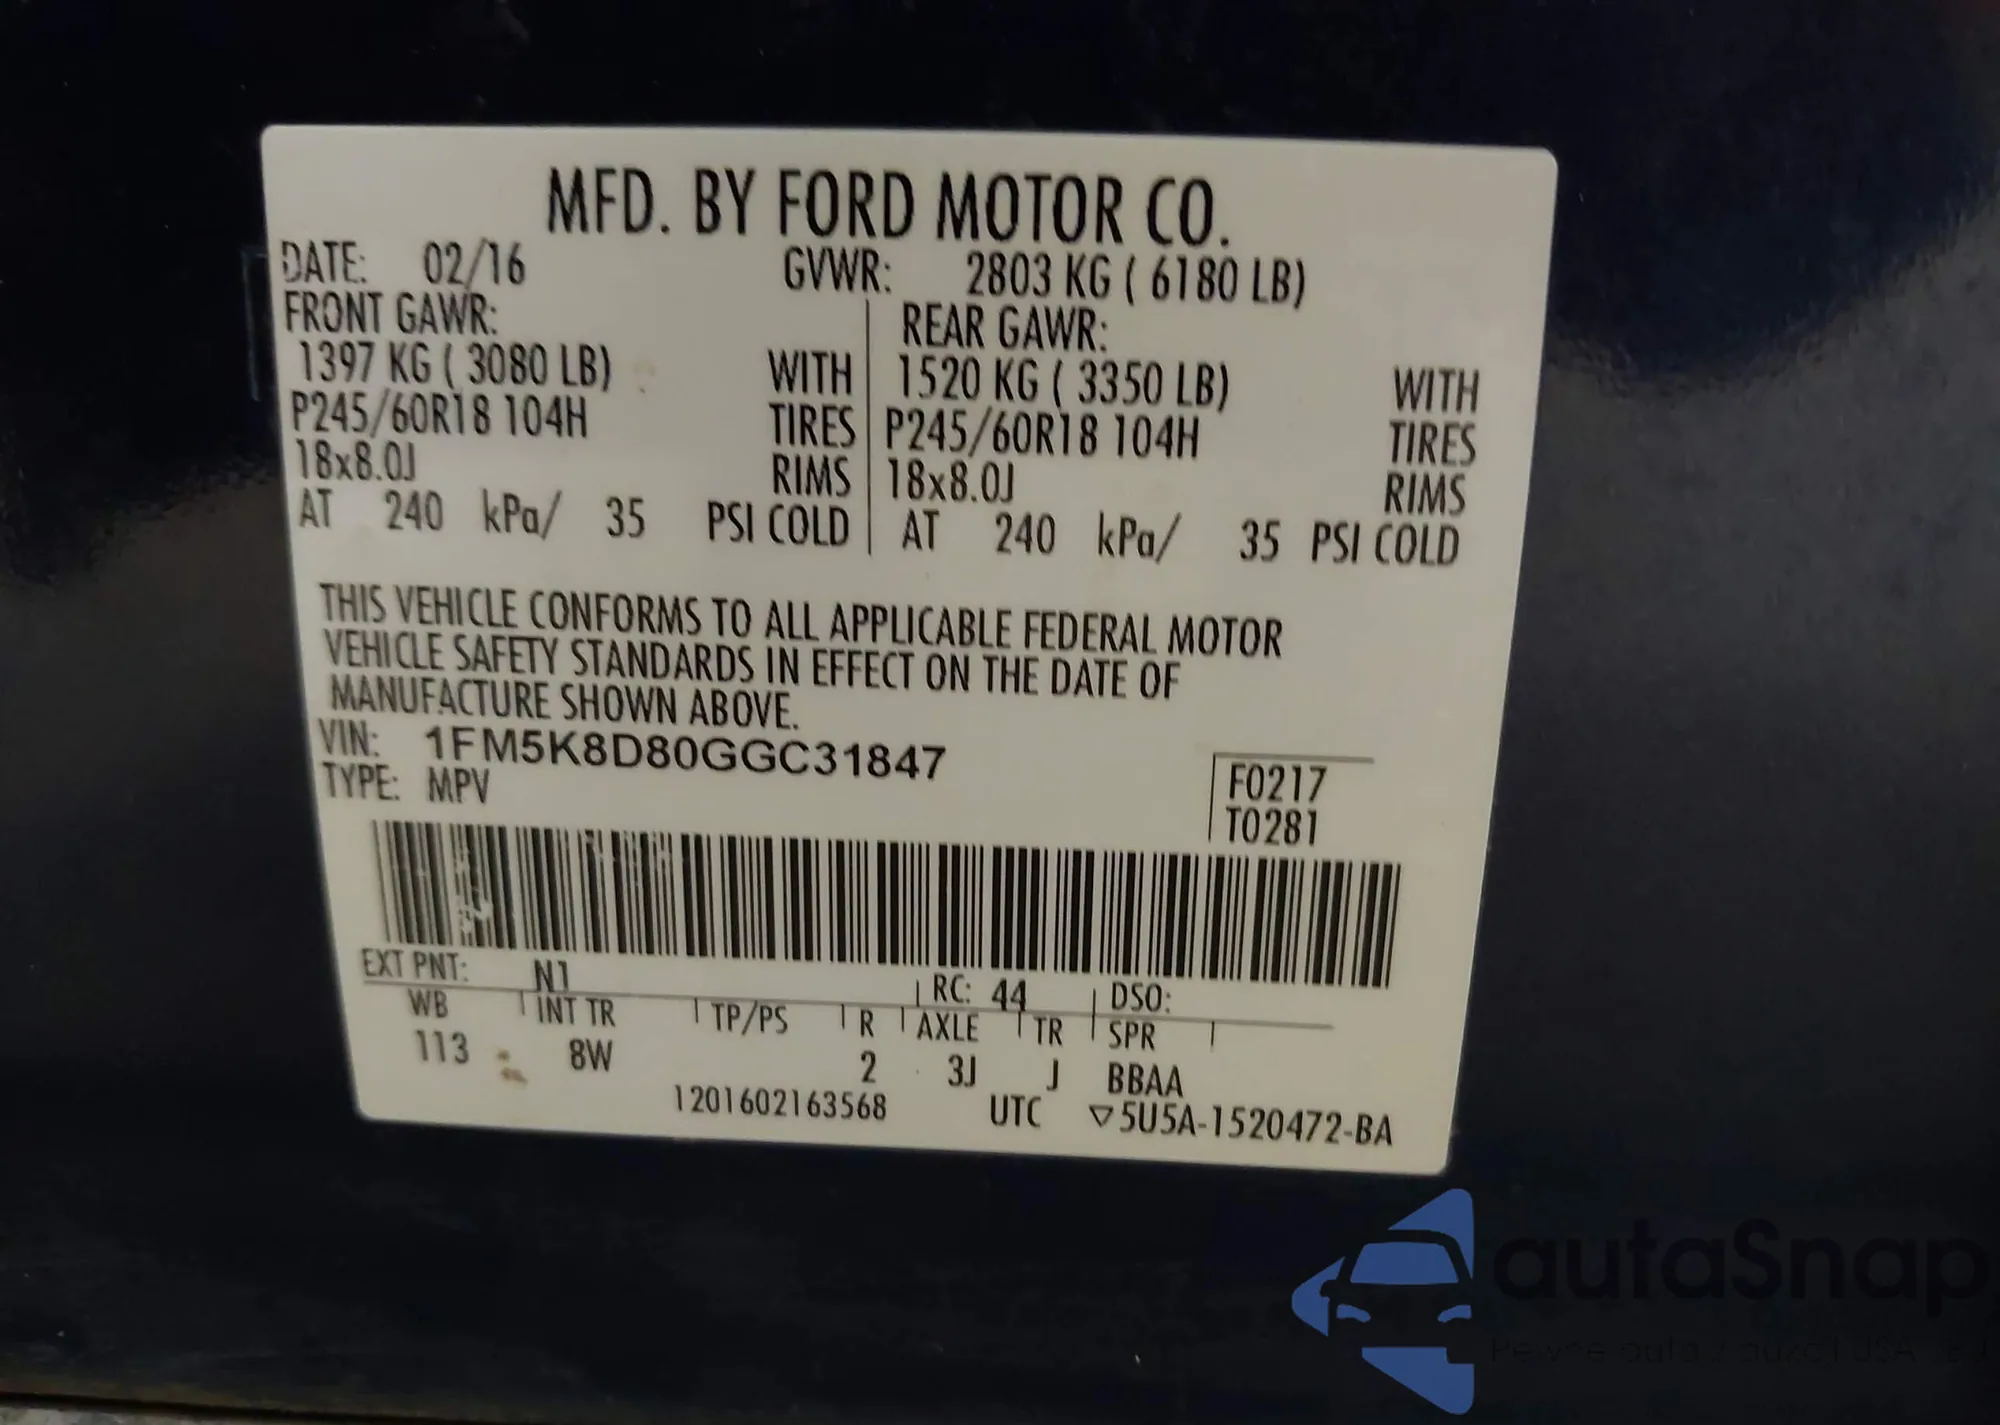 MFD. BY FORD MOTOR CO.
DATE: 02/16 GVWR: 2803 KG ( 6180 LB)
FRONT GAWR: REAR GAWR:
1397 KG ( 3080 LB) WITH 1520 KG ( 3350 LB) WITH
P245/60R18 104H TIRES P245/60R18 104H TIRES
18x8.0J RIMS 18x8.0J RIMS
AT 240 kPa/ 35 PSI COLD AT 240 kPa/ 35 PSI COLD
THIS VEHICLE CONFORMS TO ALL APPLICABLE FEDERAL MOTOR
VEHICLE SAFETY STANDARDS IN EFFECT ON THE DATE OF
MANUFACTURE SHOWN ABOVE.
VIN: 1FM5K8D80GGC31847
TYPE: MPV
F0217
T0281
EXT PNT: N1 RC: 44 DSO:
WB INT TR TP/PS R AXLE TR SPR
113 8W 2 3J J BBAA
1201602163568 UTC ▽5U5A-1520472-BA
autaSnap